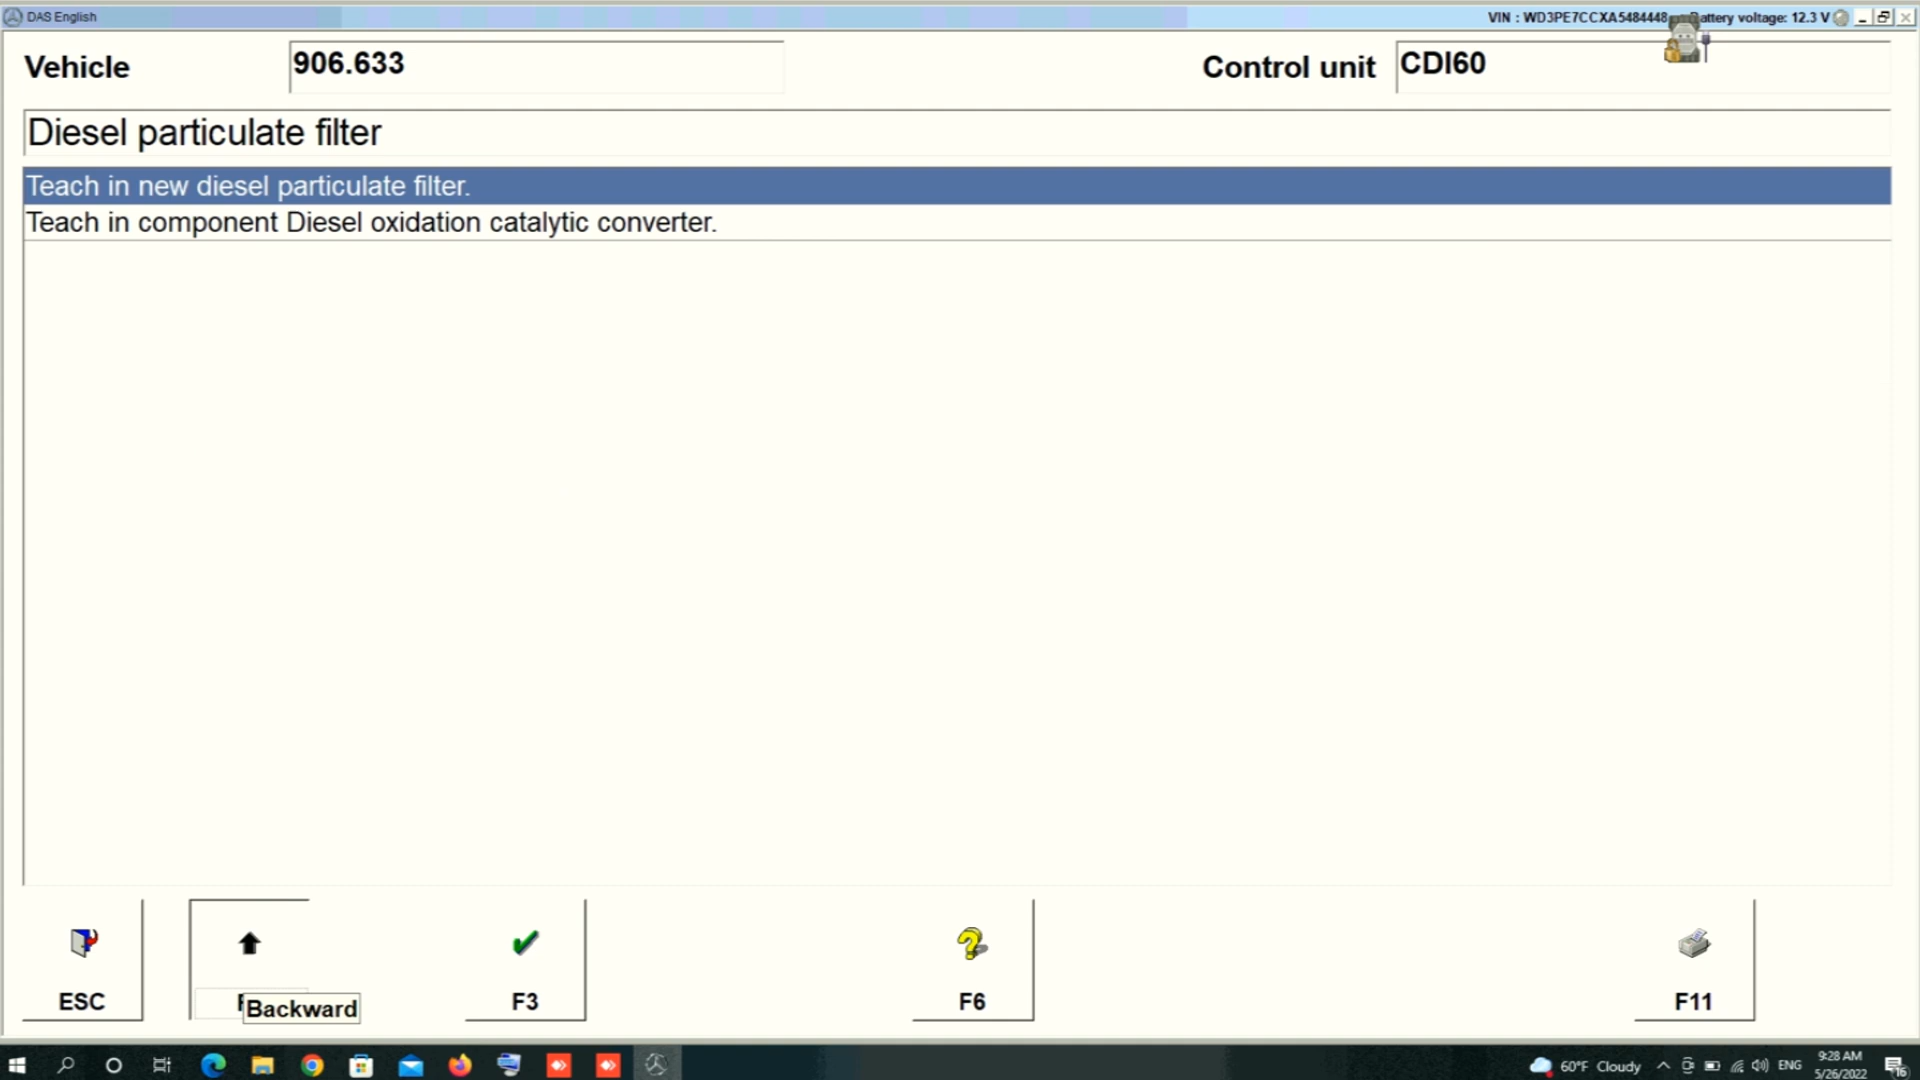 DAS English
VIN : WD3PE7CCXA5484448
Battery voltage: 12.3 V
Vehicle
906.633
Control unit
CDI60
Diesel particulate filter
Teach in new diesel particulate filter.
Teach in component Diesel oxidation catalytic converter.
ESC
Backward
F3
F6
F11
60°F Cloudy
ENG
9:28 AM
5/26/2022
16